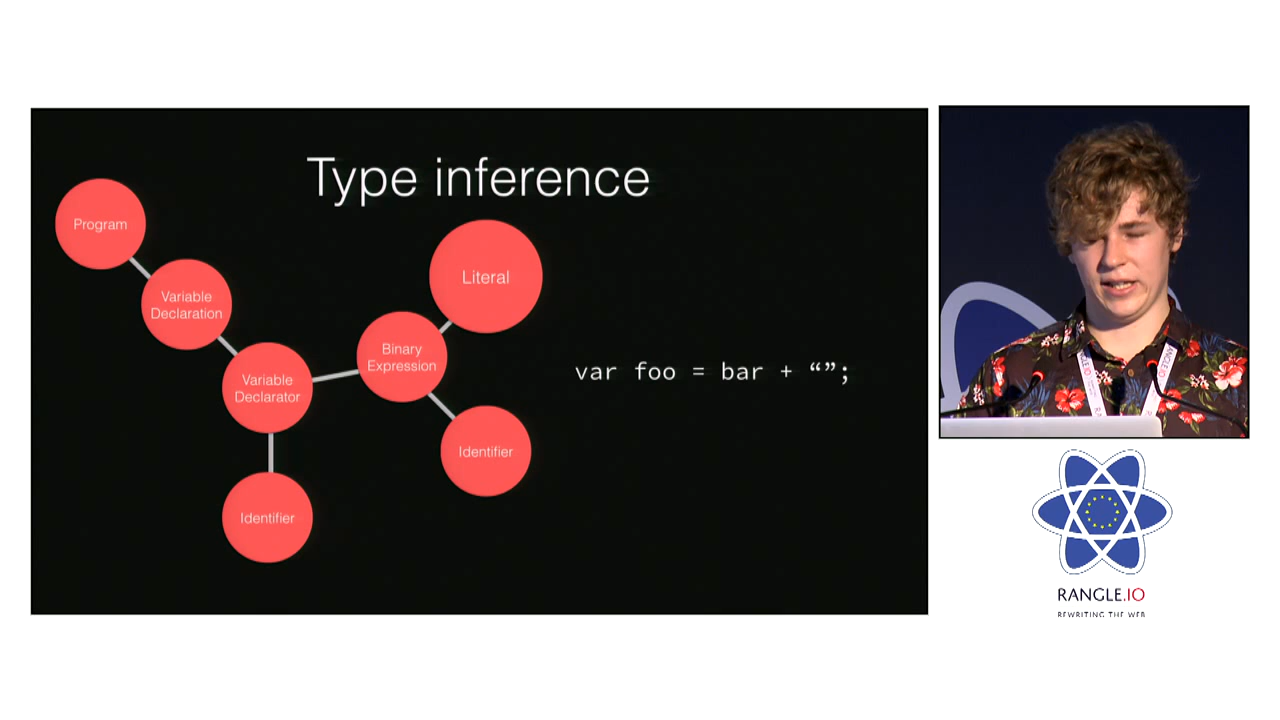 Type inference
Program
Variable
Declaration
Variable
Declarator
Identifier
Binary
Expression
Literal
Identifier
var foo = bar + “”;
RANGLE.IO
REWRITING THE WEB